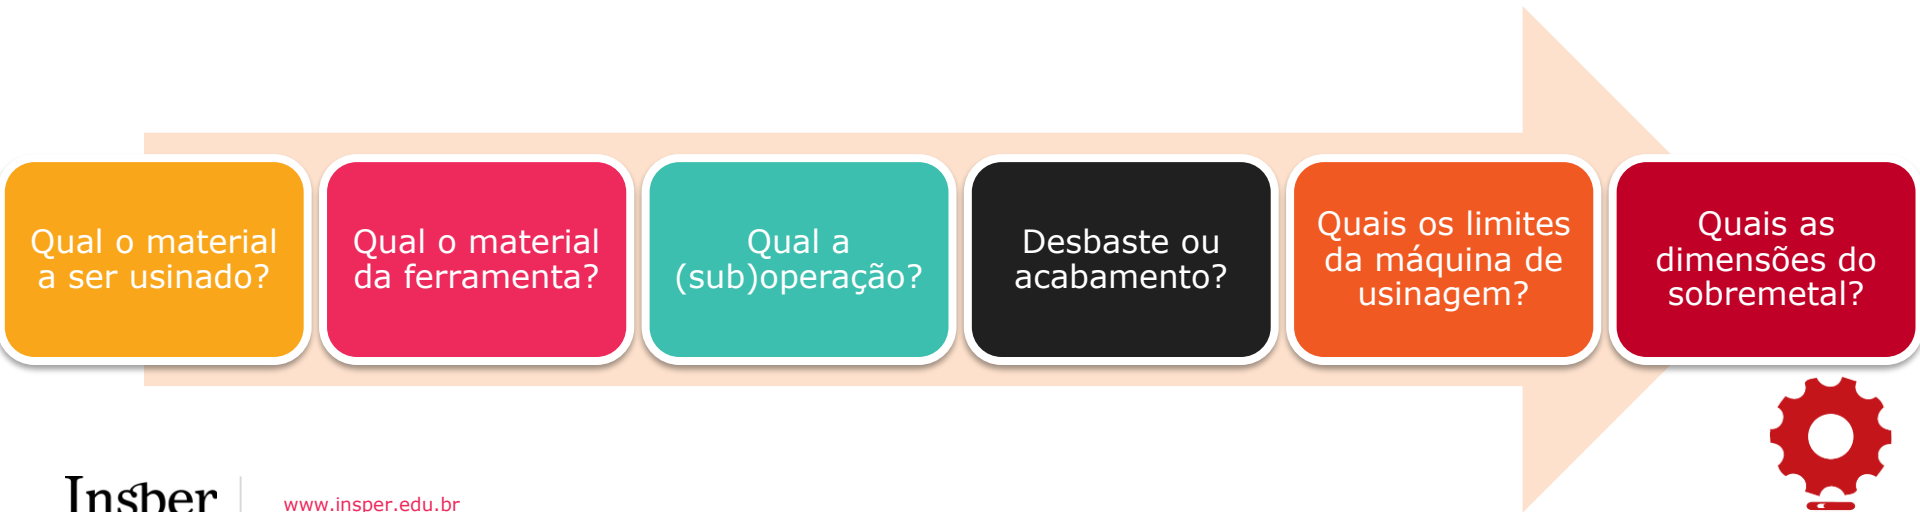 Qual o material
a ser usinado?
Qual o material
da ferramenta?
Qual a
(sub)operação?
Desbaste ou
acabamento?
Quais os limites
da máquina de
usinagem?
Quais as
dimensões do
sobremetal?
Insper
www.insper.edu.br